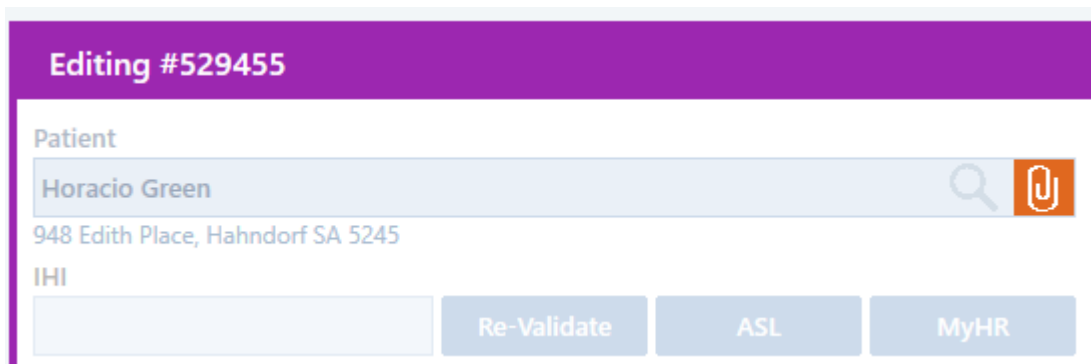 Editing #529455
Patient
Horacio Green
948 Edith Place, Hahndorf SA 5245
IHI
Re-Validate ASL MyHR